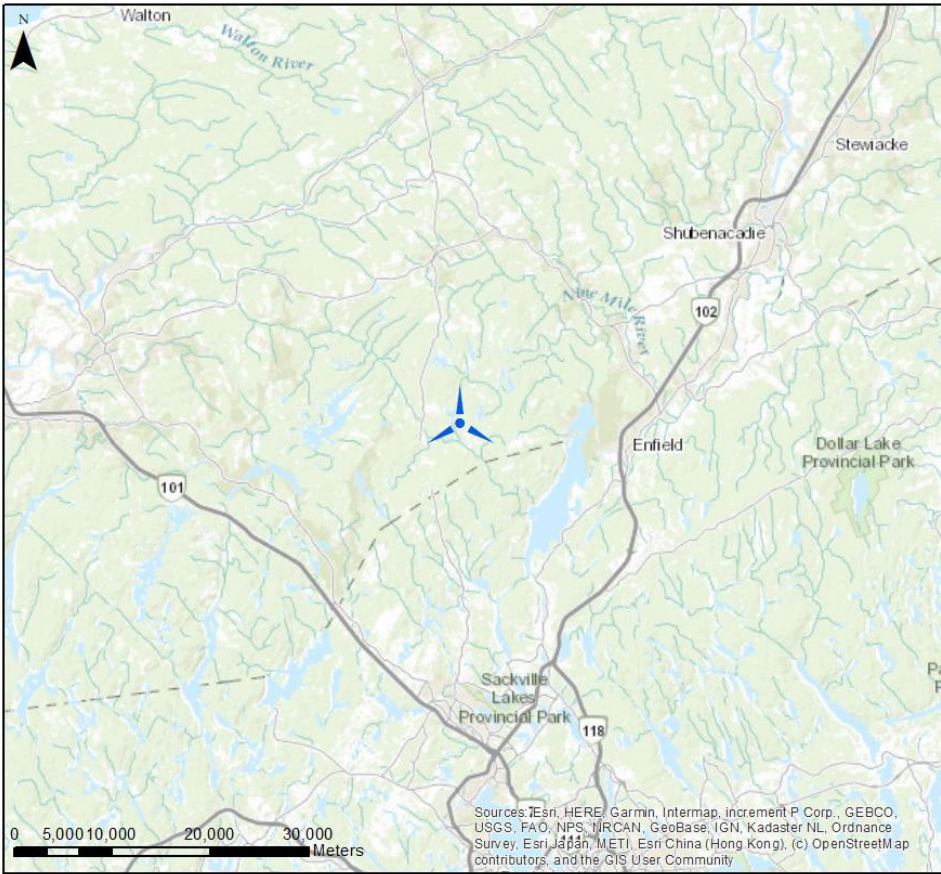 N
Walton
Walton River
Stewiacke
Shubenacadie
Nine Mile River
102
Enfield
Dollar Lake
Provincial Park
101
Sackville
Lakes
Provincial Park
118
0 5,000 10,000 20,000 30,000
Meters
Sources: Esri, HERE, Garmin, Intermap, increment P Corp., GEBCO,
USGS, FAO, NPS, NRCAN, GeoBase, IGN, Kadaster NL, Ordnance
Survey, Esri Japan, METI, Esri China (Hong Kong), (c) OpenStreetMap
contributors, and the GIS User Community